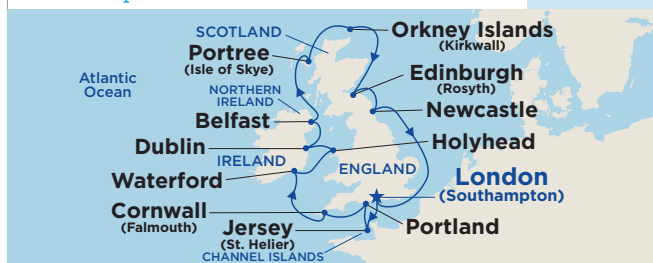 SCOTLAND
Orkney Islands
(Kirkwall)
Portree
(Isle of Skye)
Atlantic
Ocean
Edinburgh
(Rosyth)
NORTHERN
IRELAND
Newcastle
Belfast
Dublin
Holyhead
IRELAND
ENGLAND
Waterford
London
(Southampton)
Cornwall
(Falmouth)
Jersey
(St. Helier)
Portland
CHANNEL ISLANDS